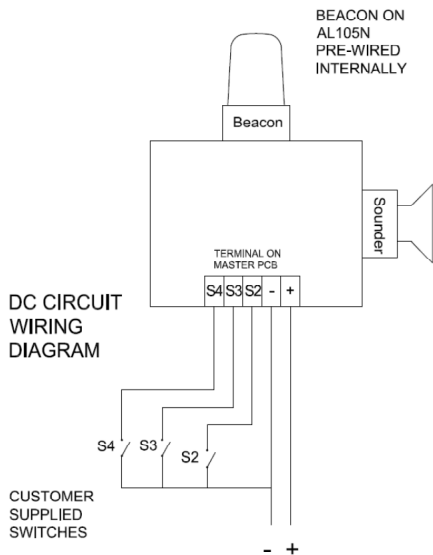 BEACON ON
AL105N
PRE-WIRED
INTERNALLY
Beacon
Sounder
TERMINAL ON
MASTER PCB
S4 S3 S2 - +
DC CIRCUIT
WIRING
DIAGRAM
S4 S3 S2
CUSTOMER
SUPPLIED
SWITCHES
- +